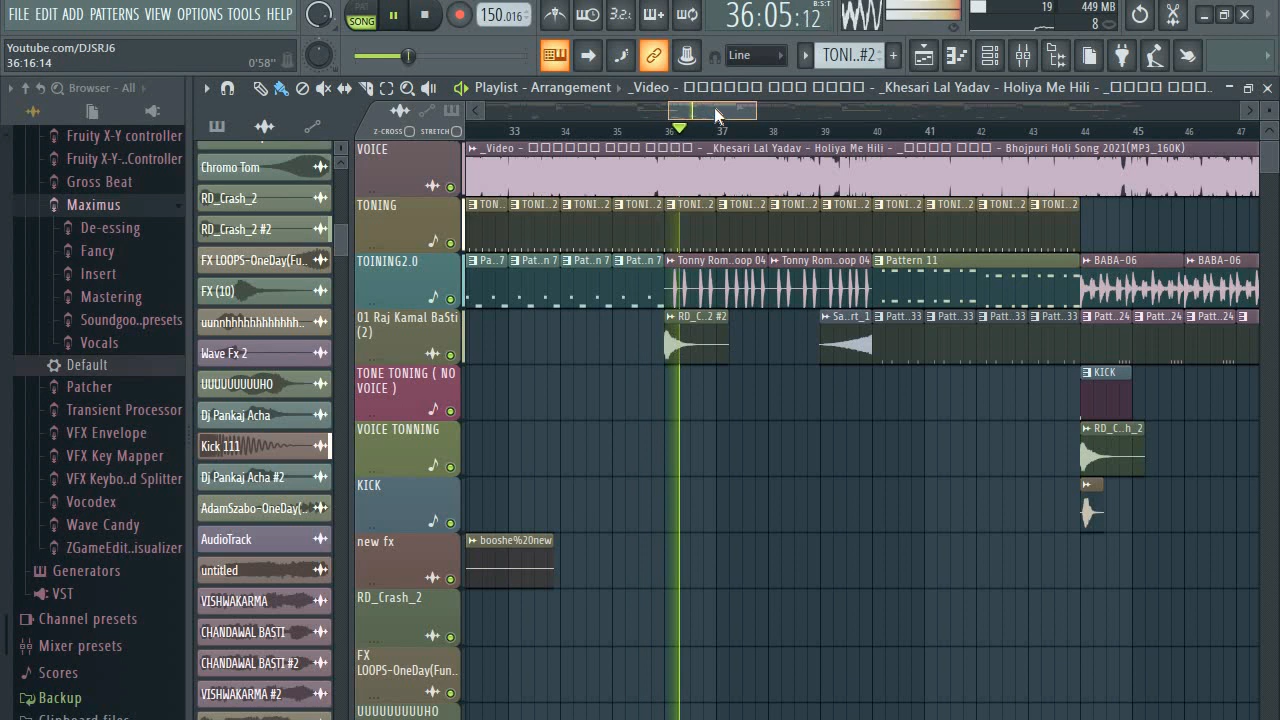 FILE EDIT ADD PATTERNS VIEW OPTIONS TOOLS HELP
PAT
SONG
150.016
3.2..
36:05:12
B:S:T
19
449 MB
8
Youtube.com/DJSRJ6
36:16:14
0'58"
Line
TONI..#2
Browser - All
Playlist - Arrangement
_Video - □□□□□□ □□□ □□□ □□□□ - _Khesari Lal Yadav - Holiya Me Hili - _□□□□ □□□ □□..
Z-CROSS
STRETCH
33
34
35
36
37
38
39
40
41
42
43
44
45
46
47
Fruity X-Y controller
Fruity X-Y-..Controller
Gross Beat
Maximus
De-essing
Fancy
Insert
Mastering
Soundgoo..presets
Vocals
Default
Patcher
Transient Processor
VFX Envelope
VFX Key Mapper
VFX Keybo..d Splitter
Vocodex
Wave Candy
ZGameEdit..isualizer
Generators
VST
Channel presets
Mixer presets
Scores
Backup
Clipboard files
Chromo Tom
RD_Crash_2
RD_Crash_2 #2
FX LOOPS-OneDay(Fu..
FX (10)
uunnhhhhhhhhhhh..
Wave Fx 2
UUUUUUUUUHO
Dj Pankaj Acha
Kick 111
Dj Pankaj Acha #2
AdamSzabo-OneDay(..
AudioTrack
untitled
VISHWAKARMA
CHANDAWAL BASTI
CHANDAWAL BASTI #2
VISHWAKARMA #2
VOICE
_Video - □□□□□□ □□□ □□□ □□□□ - _Khesari Lal Yadav - Holiya Me Hili - _□□□□ □□□ □□□□ - Bhojpuri Holi Song 2021(MP3_160K)
TONING
TON..
TONI..2
TONI..2
TONI..2
TONI..2
TONI..2
TONI..2
TONI..2
TONI..2
TONI..2
TONI..2
TONI..2
TOINING2.0
Pa..7
Pat..n 7
Pat..n 7
Pat..n 7
Tonny Rom..oop 04
Tonny Rom..oop 04
Pattern 11
BABA-06
BABA-06
01 Raj Kamal BaSti
(2)
RD_C..2 #2
Sa..rt_1
Patt..33
Patt..33
Patt..33
Patt..33
Patt..24
Patt..24
Patt..24
TONE TONING ( NO
VOICE )
KICK
VOICE TONNING
RD_C..h_2
KICK
new fx
booshe%20new
RD_Crash_2
FX
LOOPS-OneDay(Fun..
UUUUUUUUUHO